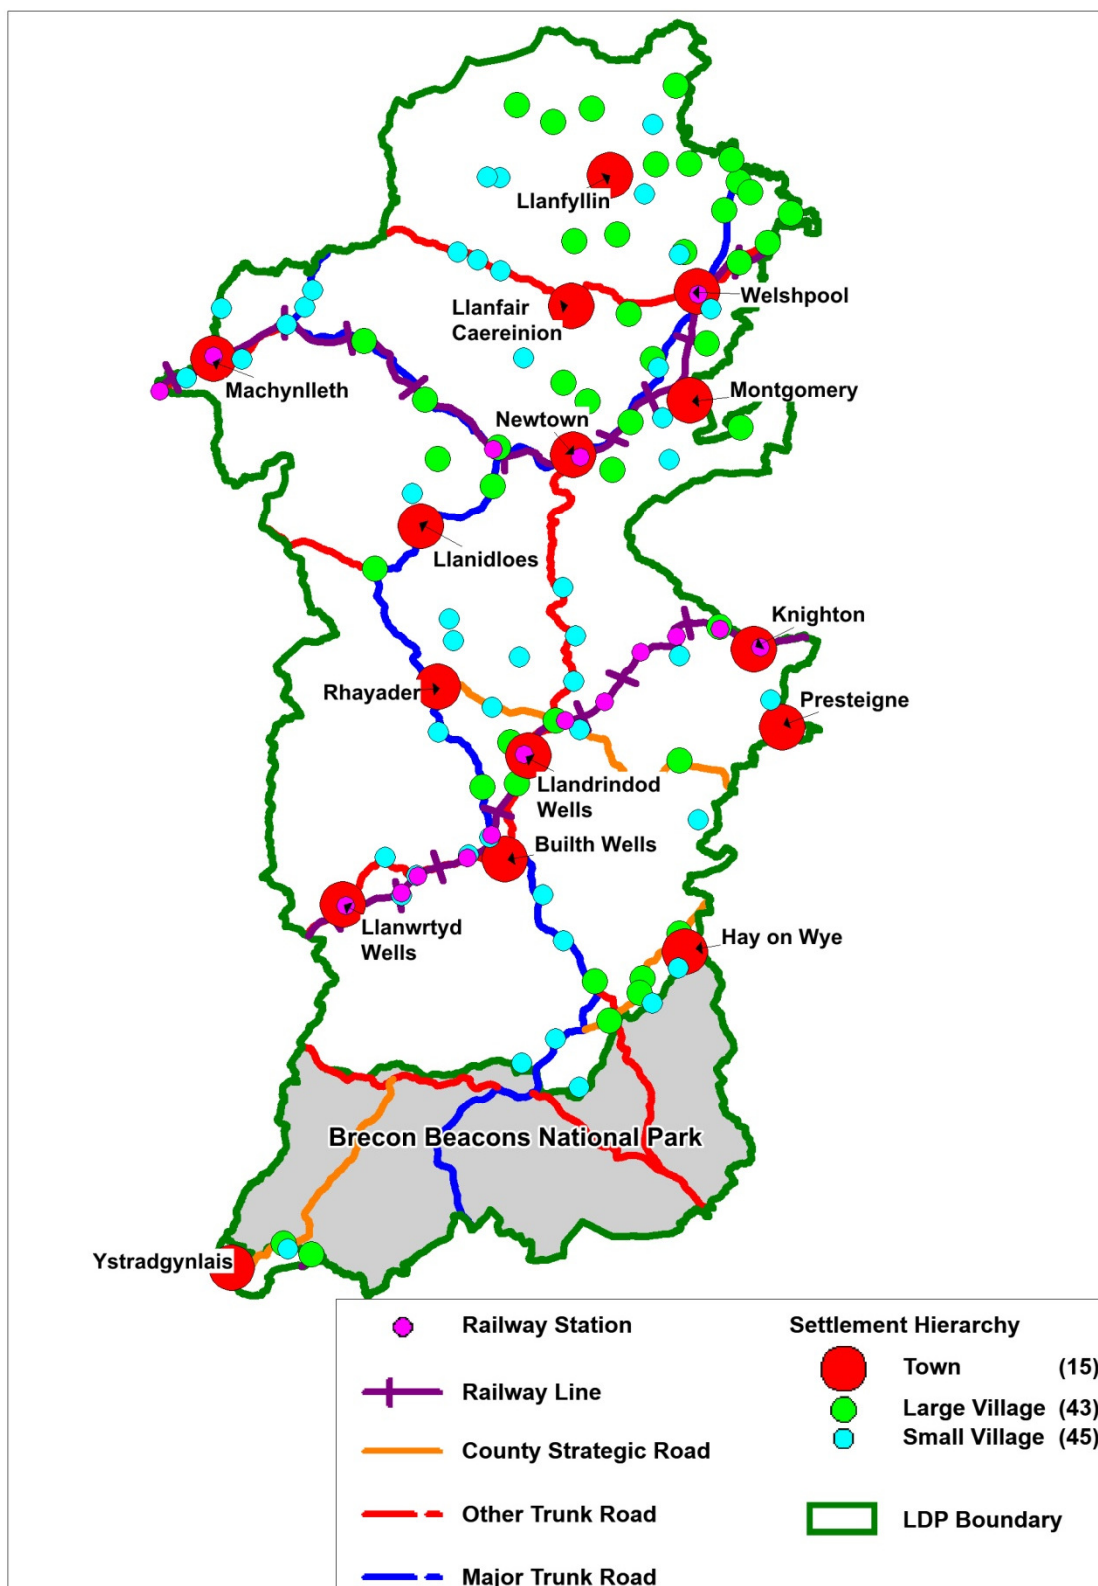 Llanfyllin
Welshpool
Llanfair
Caereinion
Machynlleth
Montgomery
Newtown
Llanidloes
Knighton
Rhayader
Presteigne
Llandrindod
Wells
Builth Wells
Llanwrtyd
Wells
Hay on Wye
Brecon Beacons National Park
Ystradgynlais
Railway Station
Railway Line
County Strategic Road
Other Trunk Road
Major Trunk Road
Settlement Hierarchy
Town (15)
Large Village (43)
Small Village (45)
LDP Boundary